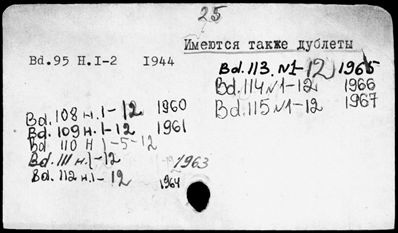 25
Имеются также дублеты
Bd.95 H.I-2 1944
Bd.108 н.1-12 1960
Bd.109 н.1-12 1961
Bd 110 H 1-5-12
Bd.111 н.1-12 1963
Bd.112 н.1-12 1964
Bd.113.N1-12 1965
Bd.114 N1-12 1966
Bd.115 N1-12 1967